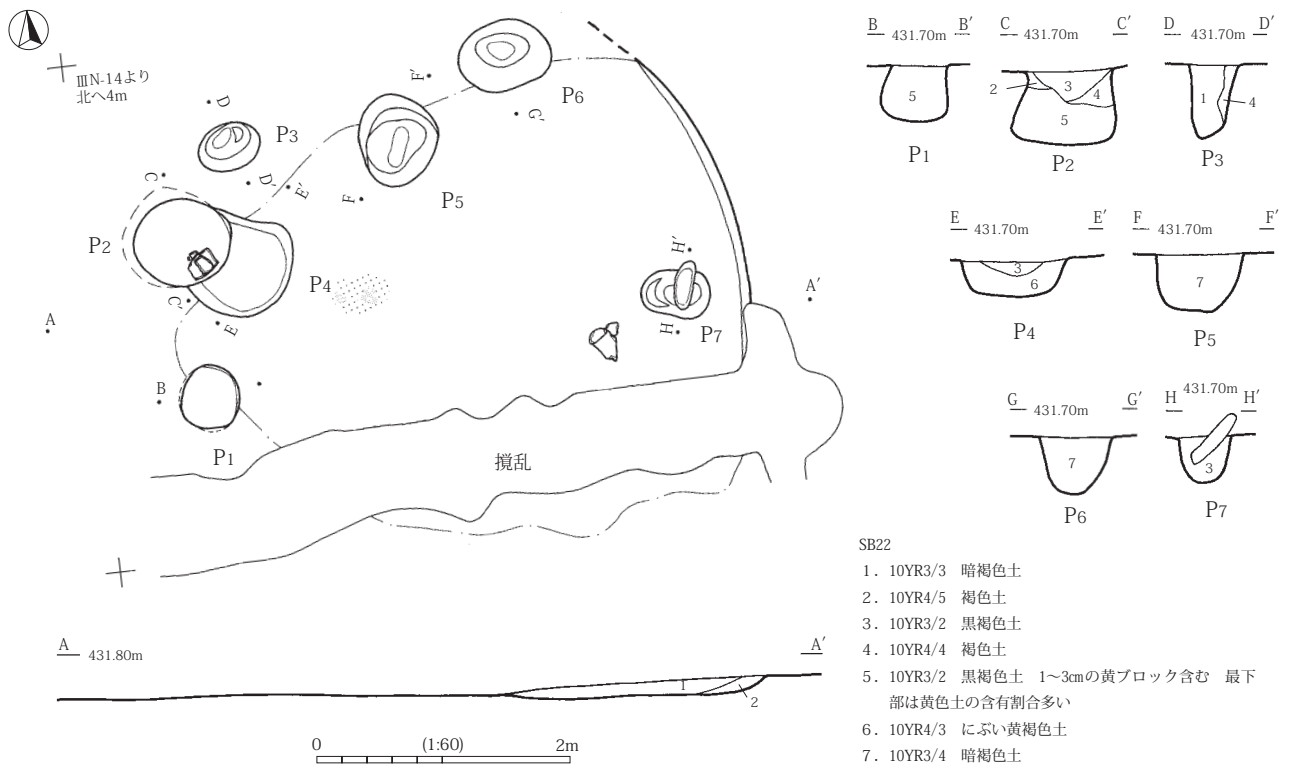 ⅢN-14より
北へ4m
D
P3
D′
E′
C
P2
C′
E
P4
F′
F
P5
P6
G′
H′
H
P7
A
A′
B
P1
撹乱
B 431.70m B′
5
P1
C 431.70m C′
2
3
4
5
P2
D 431.70m D′
1
4
P3
E 431.70m E′
3
6
P4
F 431.70m F′
7
P5
G 431.70m G′
7
P6
H 431.70m H′
3
P7
SB22
1．10YR3/3 暗褐色土
2．10YR4/5 褐色土
3．10YR3/2 黒褐色土
4．10YR4/4 褐色土
5．10YR3/2 黒褐色土 1～3㎝の黄ブロック含む 最下
部は黄色土の含有割合多い
6．10YR4/3 にぶい黄褐色土
7．10YR3/4 暗褐色土
A 431.80m A′
1
2
0 (1:60) 2m